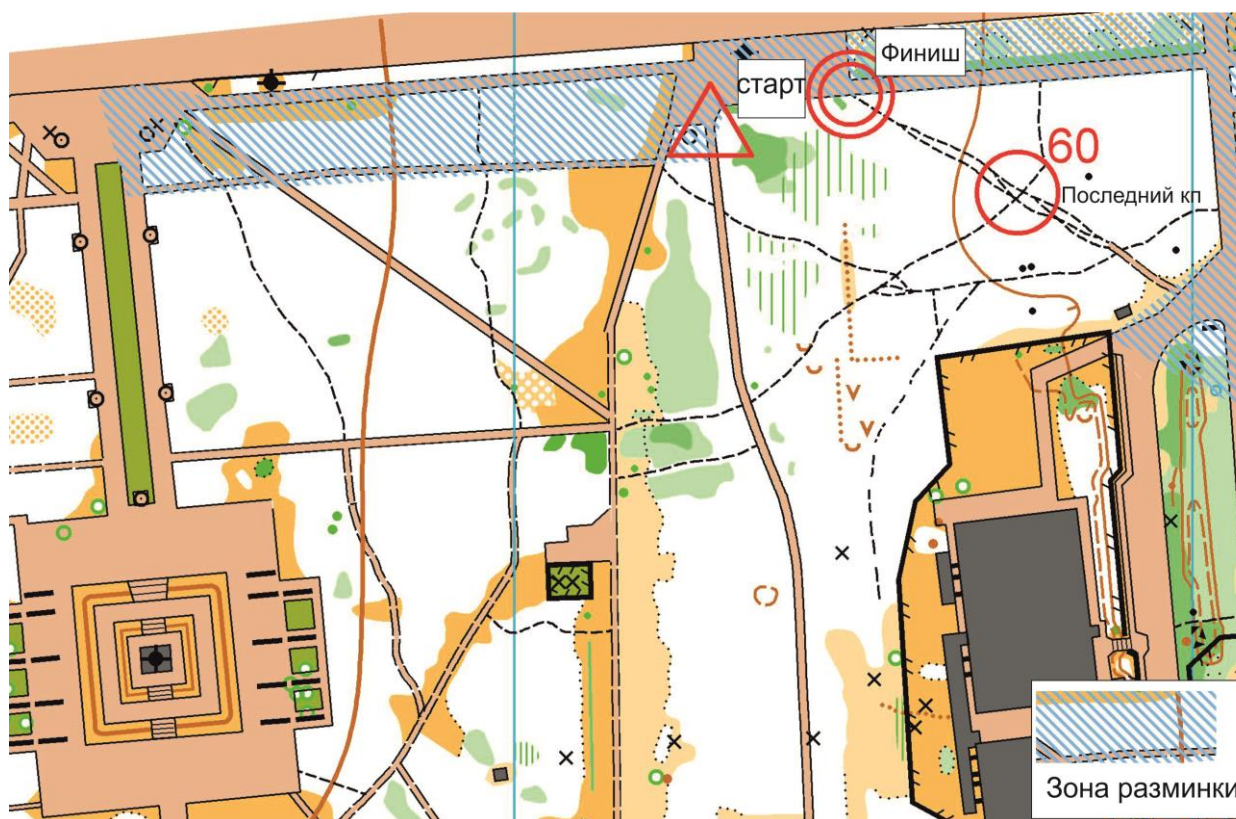 старт
Финиш
60
Последний кп
Зона разминки